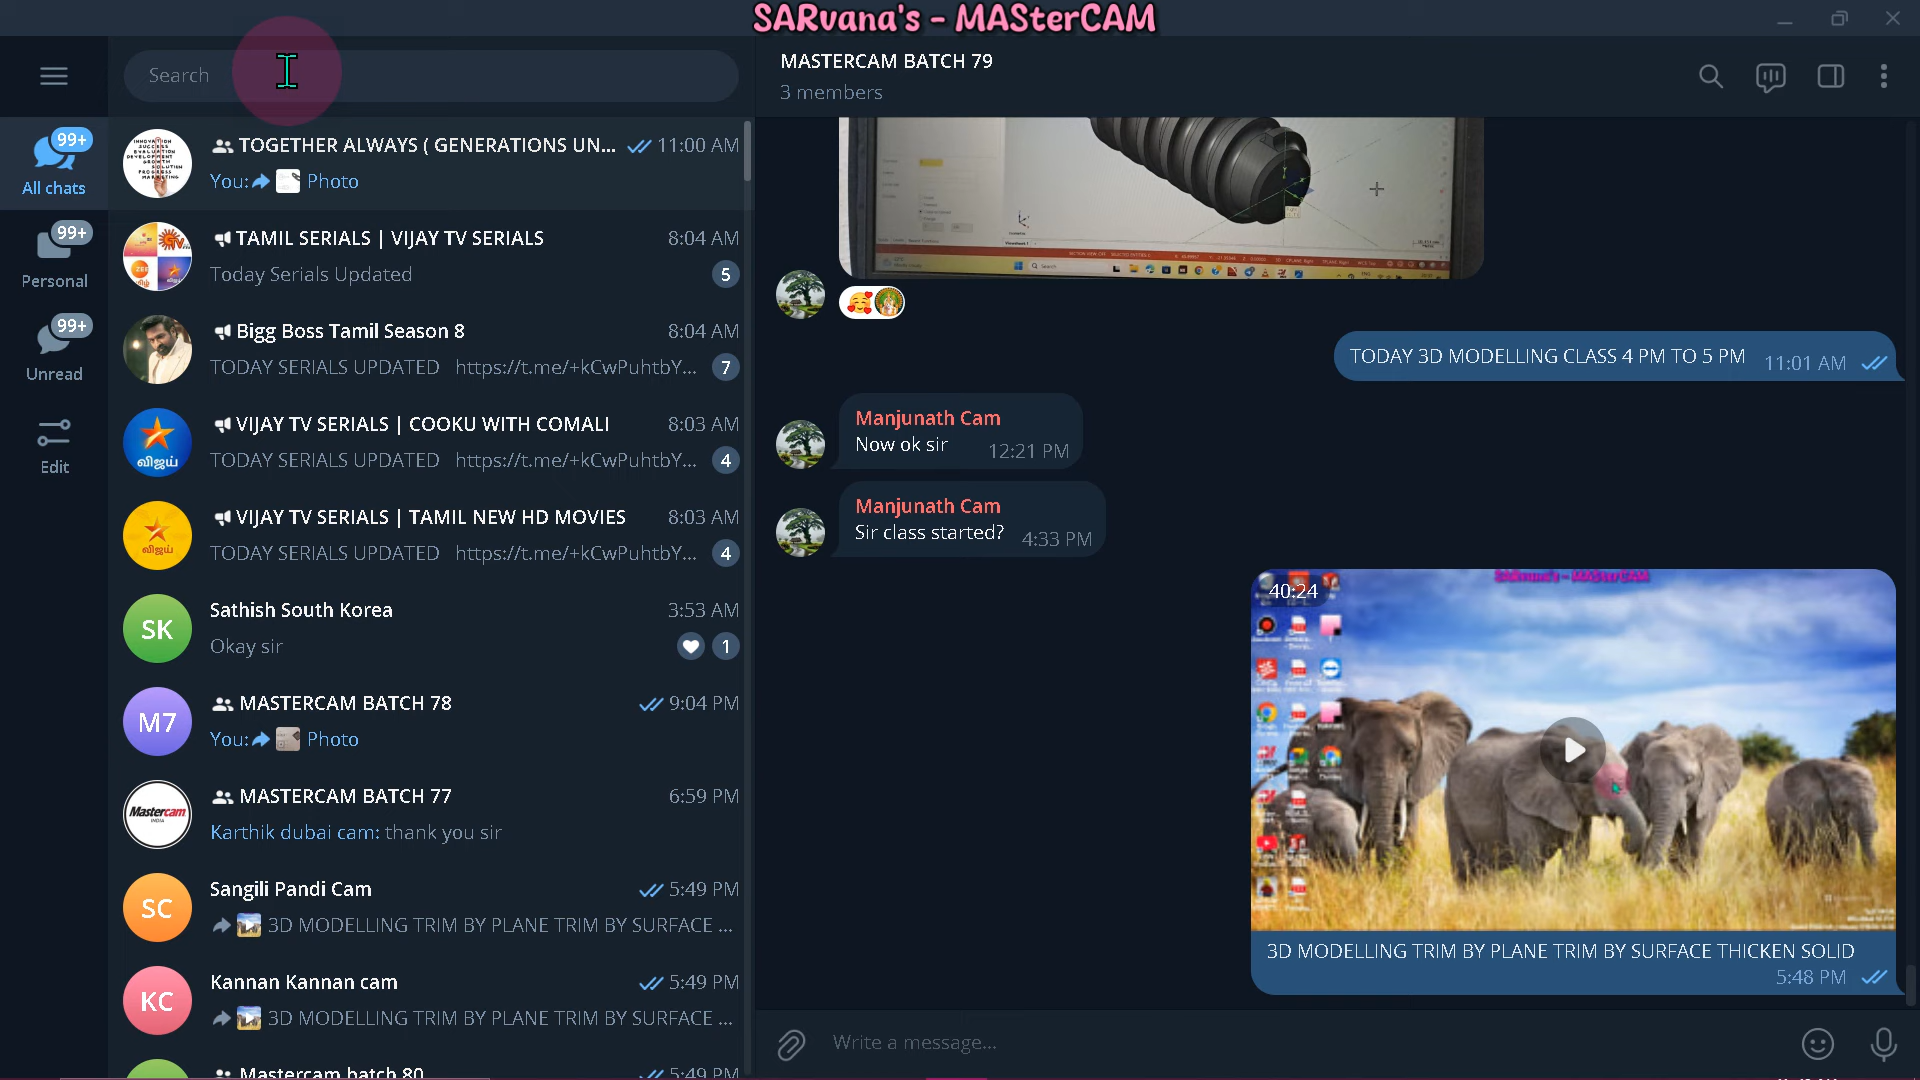 SARvana's - MASterCAM
Search
MASTERCAM BATCH 79
3 members
99+
All chats
99+
Personal
99+
Unread
Edit
TOGETHER ALWAYS ( GENERATIONS UN... 11:00 AM
You: Photo
TAMIL SERIALS | VIJAY TV SERIALS 8:04 AM
Today Serials Updated 5
Bigg Boss Tamil Season 8 8:04 AM
TODAY SERIALS UPDATED https://t.me/+kCwPuhtbY... 7
VIJAY TV SERIALS | COOKU WITH COMALI 8:03 AM
விஜய்
TODAY SERIALS UPDATED https://t.me/+kCwPuhtbY... 4
VIJAY TV SERIALS | TAMIL NEW HD MOVIES 8:03 AM
விஜய்
TODAY SERIALS UPDATED https://t.me/+kCwPuhtbY... 4
SK
Sathish South Korea 3:53 AM
Okay sir 1
M7
MASTERCAM BATCH 78 9:04 PM
You: Photo
Mastercam
MASTERCAM BATCH 77 6:59 PM
Karthik dubai cam: thank you sir
SC
Sangili Pandi Cam 5:49 PM
3D MODELLING TRIM BY PLANE TRIM BY SURFACE ...
KC
Kannan Kannan cam 5:49 PM
3D MODELLING TRIM BY PLANE TRIM BY SURFACE ...
Mastercam batch 80 5:49 PM
TODAY 3D MODELLING CLASS 4 PM TO 5 PM 11:01 AM
Manjunath Cam
Now ok sir 12:21 PM
Manjunath Cam
Sir class started? 4:33 PM
SARvana's - MASterCAM
40:24
3D MODELLING TRIM BY PLANE TRIM BY SURFACE THICKEN SOLID
5:48 PM
Write a message...